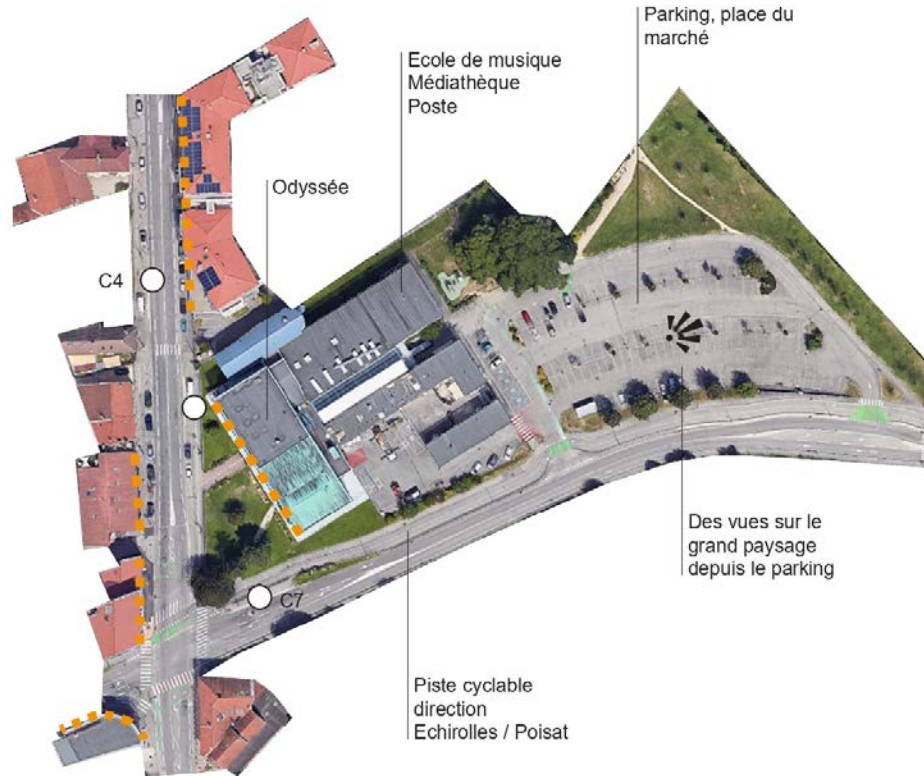 Parking, place du
marché
Ecole de musique
Médiathèque
Poste
Odyssée
C4
C7
Des vues sur le
grand paysage
depuis le parking
Piste cyclable
direction
Echirolles / Poisat